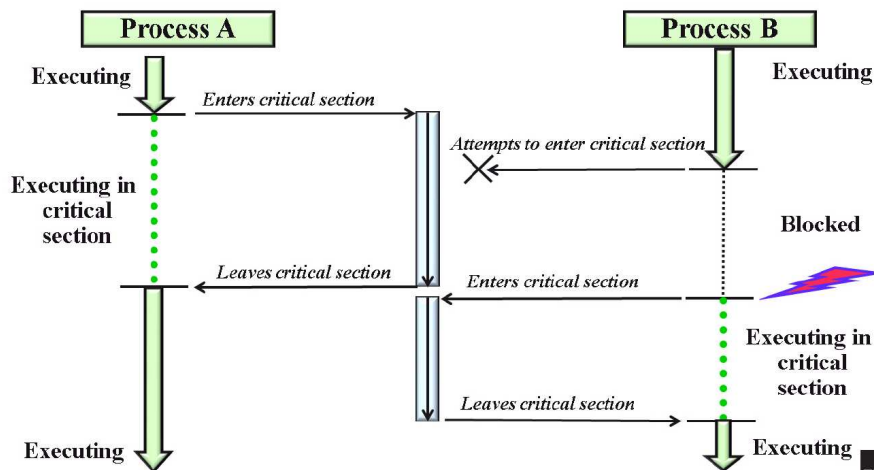 Process A
Process B
Executing
Executing
Enters critical section
Attempts to enter critical section
Executing in
critical
section
Blocked
Leaves critical section
Enters critical section
Executing in
critical
section
Leaves critical section
Executing
Executing